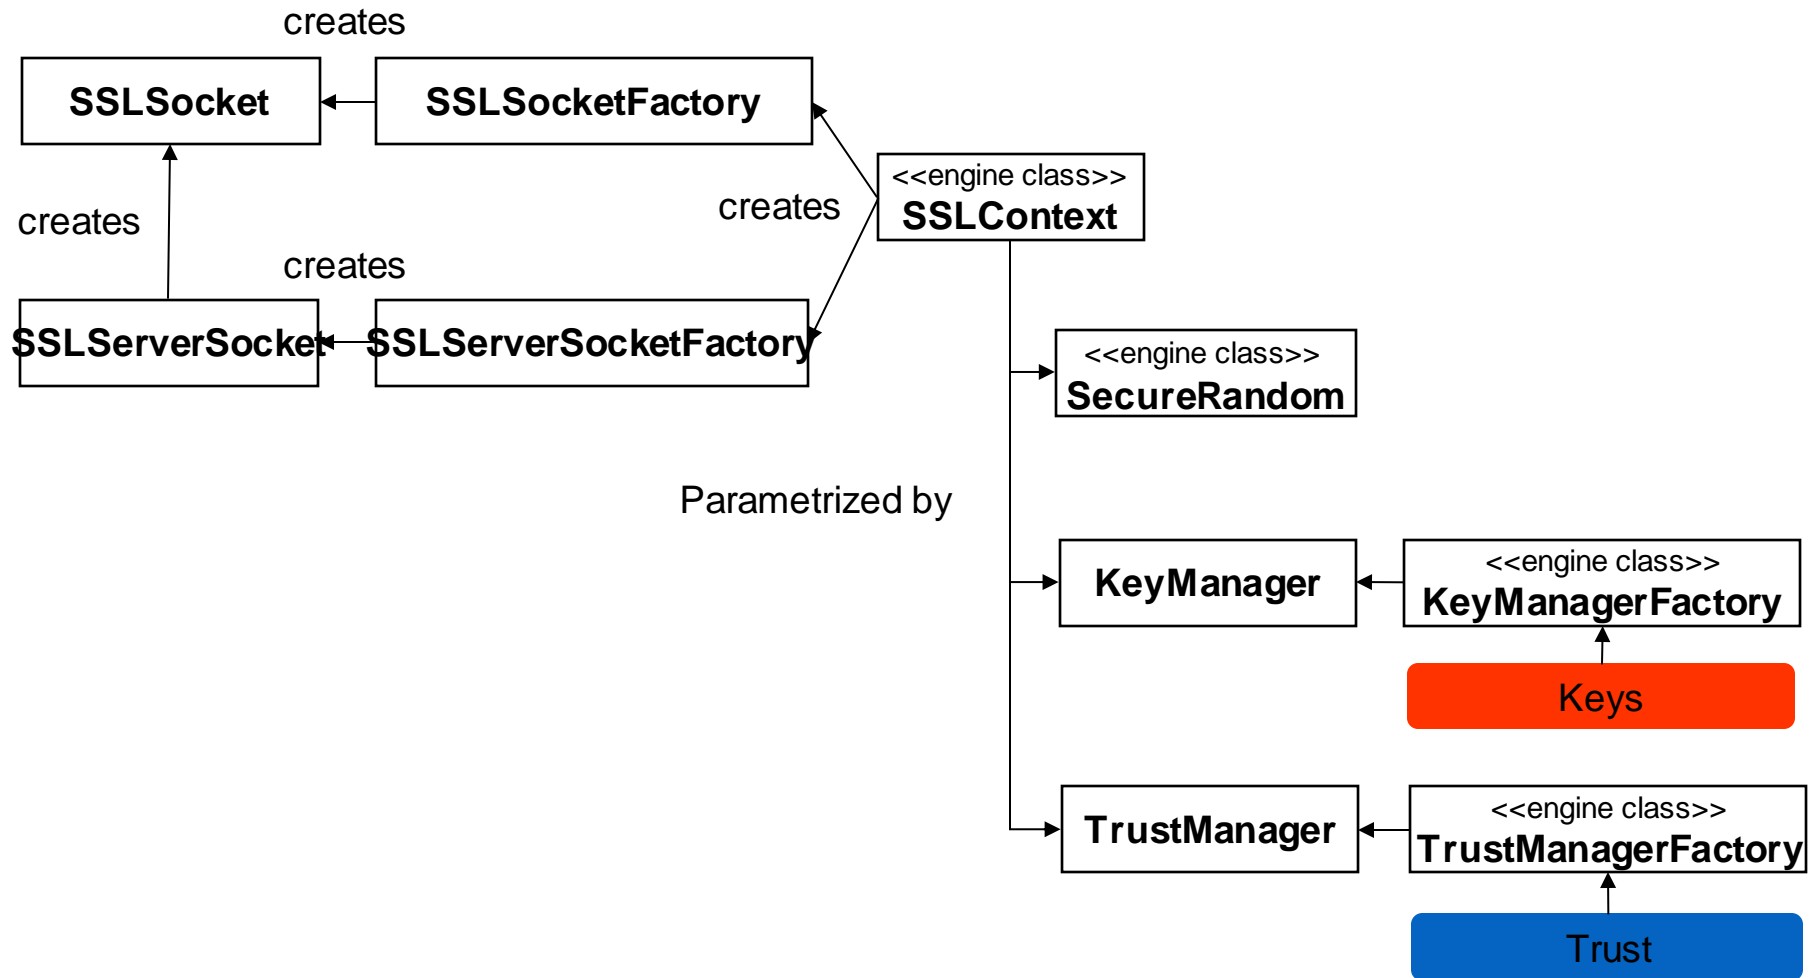 creates
SSLSocket
SSLSocketFactory
<<engine class>>
SSLContext
creates
creates
creates
SSLServerSocket
SSLServerSocketFactory
<<engine class>>
SecureRandom
Parametrized by
KeyManager
<<engine class>>
KeyManagerFactory
Keys
TrustManager
<<engine class>>
TrustManagerFactory
Trust